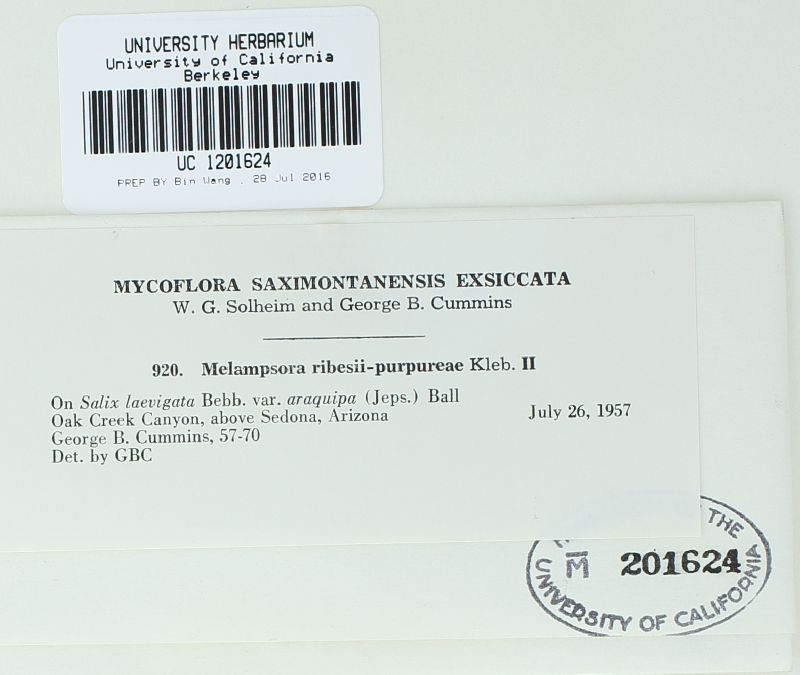 UNIVERSITY HERBARIUM
University of California
Berkeley
UC 1201624
PREP BY Bin Wang . 28 Jul 2016
MYCOFLORA SAXIMONTANENSIS EXSICCATA
W. G. Solheim and George B. Cummins
920. Melampsora ribesii-purpureae Kleb. II
On Salix laevigata Bebb. var. araquipa (Jeps.) Ball
Oak Creek Canyon, above Sedona, Arizona July 26, 1957
George B. Cummins, 57-70
Det. by GBC
THE
M 201624
UNIVERSITY OF CALIFORNIA